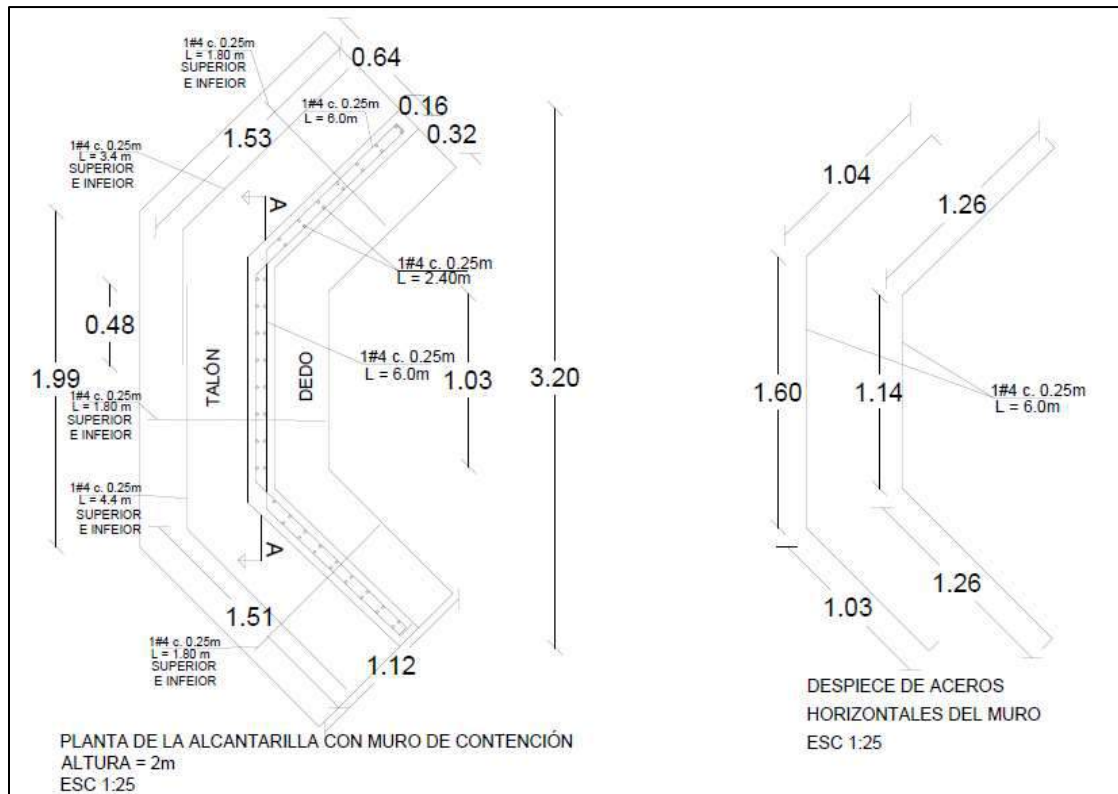 1#4 c. 0.25m
L = 1.80 m
SUPERIOR
E INFEIOR
0.64
1#4 c. 0.25m
L = 6.0m
0.16
0.32
1.53
1#4 c. 0.25m
L = 3.4 m
SUPERIOR
E INFEIOR
A
1#4 c. 0.25m
L = 2.40m
0.48
1.99
TALÓN
DEDO
1#4 c. 0.25m
L = 6.0m
1.03
3.20
1#4 c. 0.25m
L = 1.80 m
SUPERIOR
E INFEIOR
1#4 c. 0.25m
L = 4.4 m
SUPERIOR
E INFEIOR
A
1.51
1#4 c. 0.25m
L = 1.80 m
SUPERIOR
E INFEIOR
1.12
PLANTA DE LA ALCANTARILLA CON MURO DE CONTENCIÓN
ALTURA = 2m
ESC 1:25
1.04
1.26
1.60
1.14
1#4 c. 0.25m
L = 6.0m
1.03
1.26
DESPIECE DE ACEROS
HORIZONTALES DEL MURO
ESC 1:25